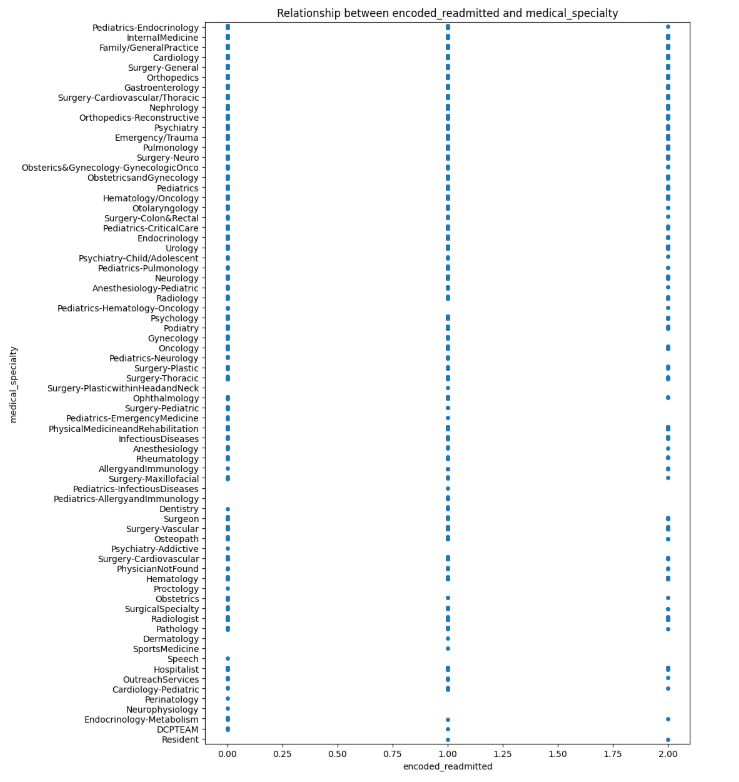 Relationship between encoded_readmitted and medical_specialty
Pediatrics-Endocrinology
InternalMedicine
Family/GeneralPractice
Cardiology
Surgery-General
Orthopedics
Gastroenterology
Surgery-Cardiovascular/Thoracic
Nephrology
Orthopedics-Reconstructive
Psychiatry
Emergency/Trauma
Pulmonology
Surgery-Neuro
Obsterics&Gynecology-GynecologicOnco
ObstetricsandGynecology
Pediatrics
Hematology/Oncology
Otolaryngology
Surgery-Colon&Rectal
Pediatrics-CriticalCare
Endocrinology
Urology
Psychiatry-Child/Adolescent
Pediatrics-Pulmonology
Neurology
Anesthesiology-Pediatric
Radiology
Pediatrics-Hematology-Oncology
Psychology
Podiatry
Gynecology
Oncology
Pediatrics-Neurology
Surgery-Plastic
Surgery-Thoracic
Surgery-PlasticwithinHeadandNeck
Ophthalmology
Surgery-Pediatric
Pediatrics-EmergencyMedicine
PhysicalMedicineandRehabilitation
InfectiousDiseases
Anesthesiology
Rheumatology
AllergyandImmunology
Surgery-Maxillofacial
Pediatrics-InfectiousDiseases
Pediatrics-AllergyandImmunology
Dentistry
Surgeon
Surgery-Vascular
Osteopath
Psychiatry-Addictive
Surgery-Cardiovascular
PhysicianNotFound
Hematology
Proctology
Obstetrics
SurgicalSpecialty
Radiologist
Pathology
Dermatology
SportsMedicine
Speech
Hospitalist
OutreachServices
Cardiology-Pediatric
Perinatology
Neurophysiology
Endocrinology-Metabolism
DCPTEAM
Resident
medical_specialty
0.00 0.25 0.50 0.75 1.00 1.25 1.50 1.75 2.00
encoded_readmitted